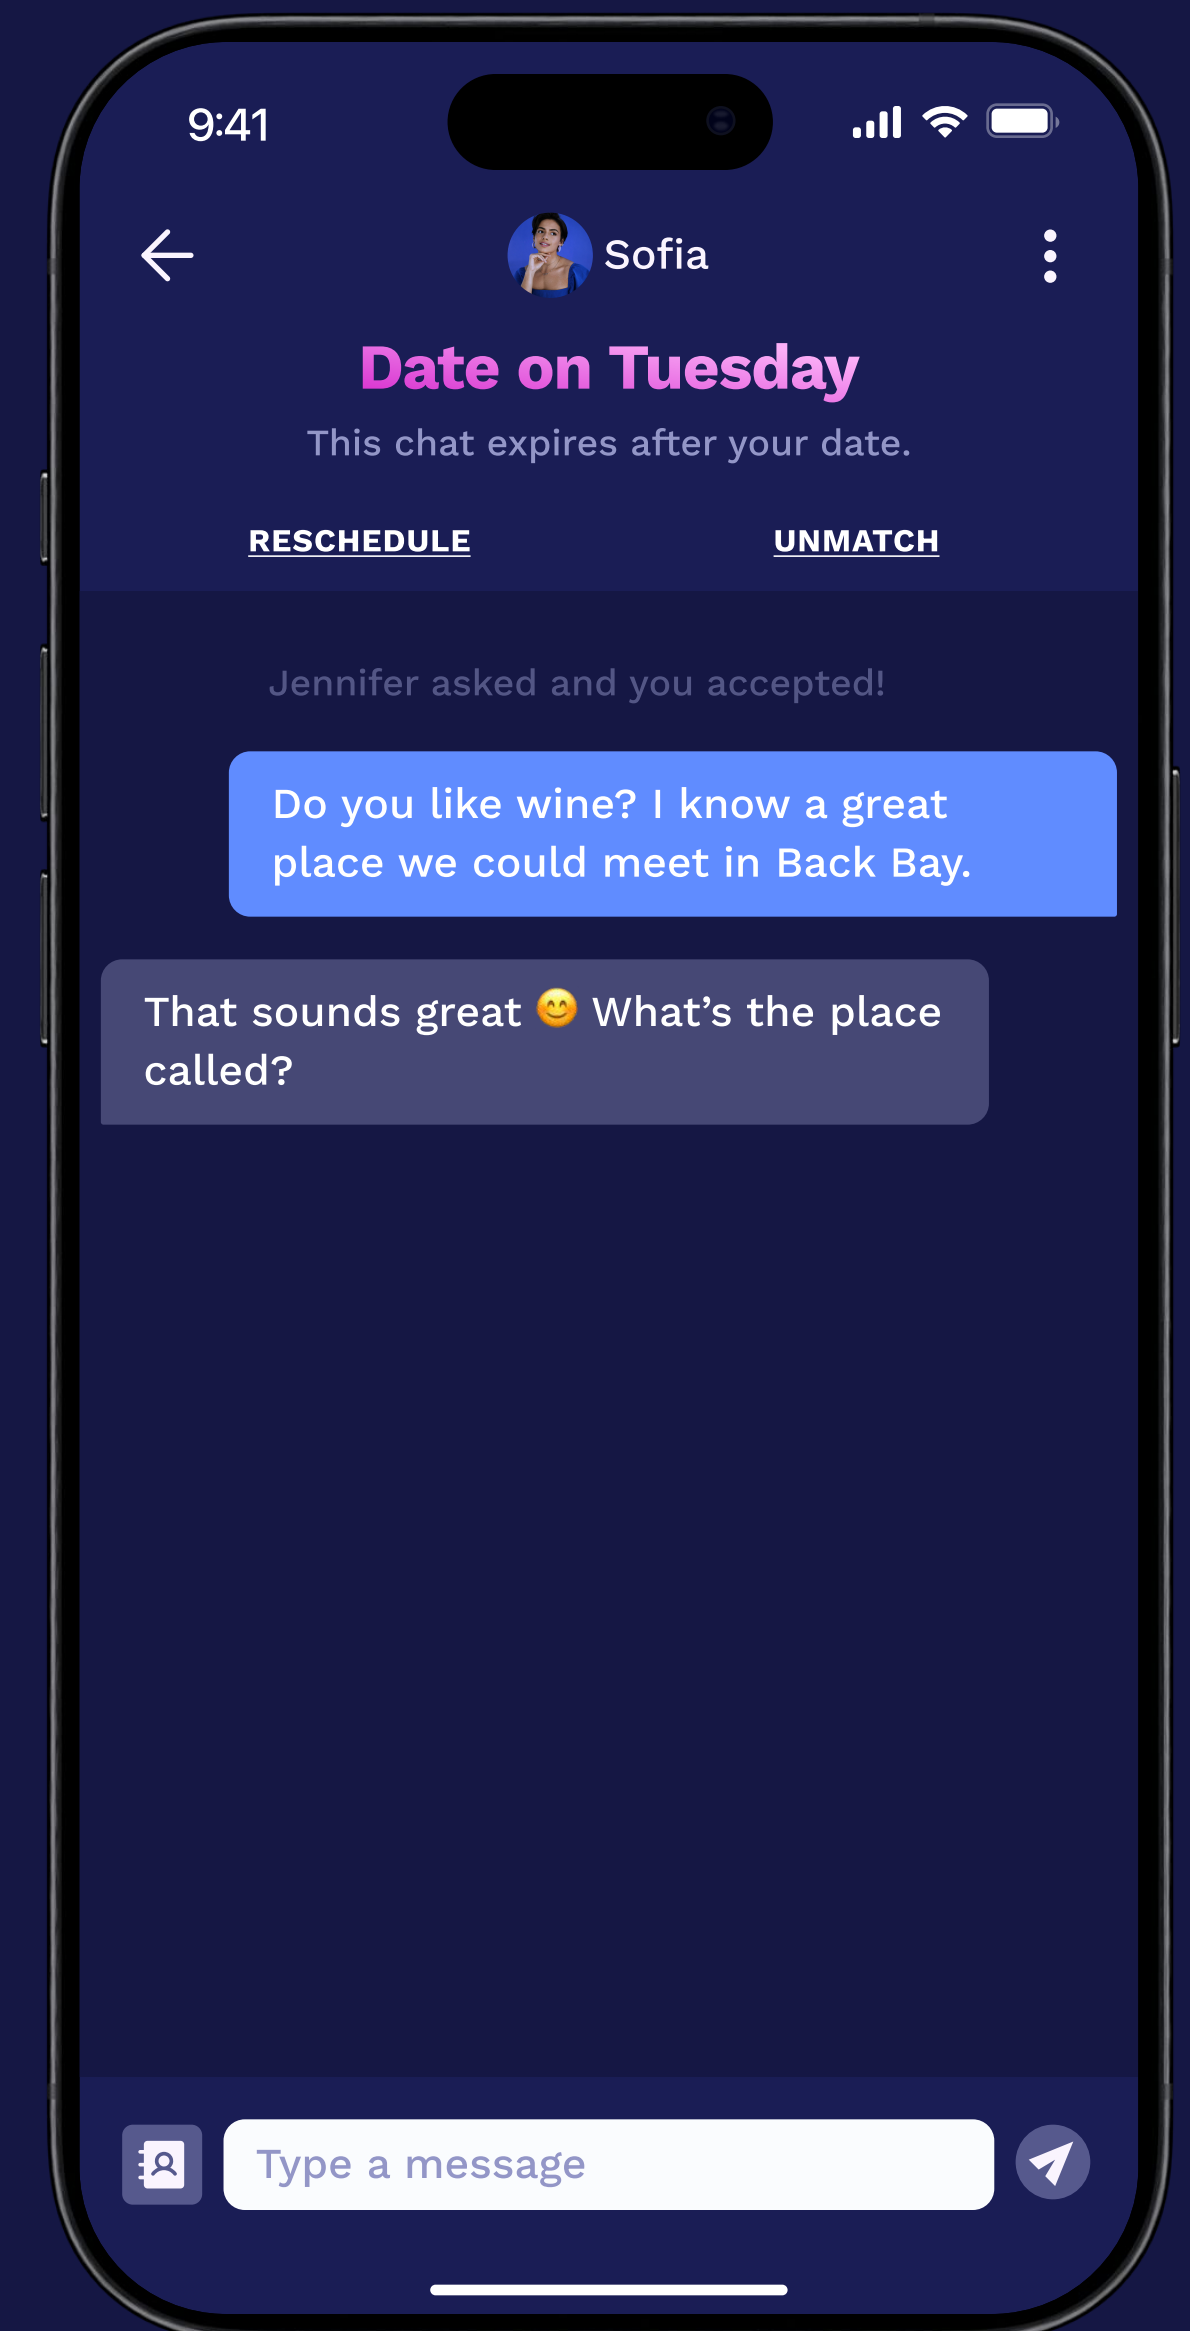 9:41
Sofia
Date on Tuesday
This chat expires after your date.
RESCHEDULE
UNMATCH
Jennifer asked and you accepted!
Do you like wine? I know a great
place we could meet in Back Bay.
That sounds great 😊 What’s the place
called?
Type a message